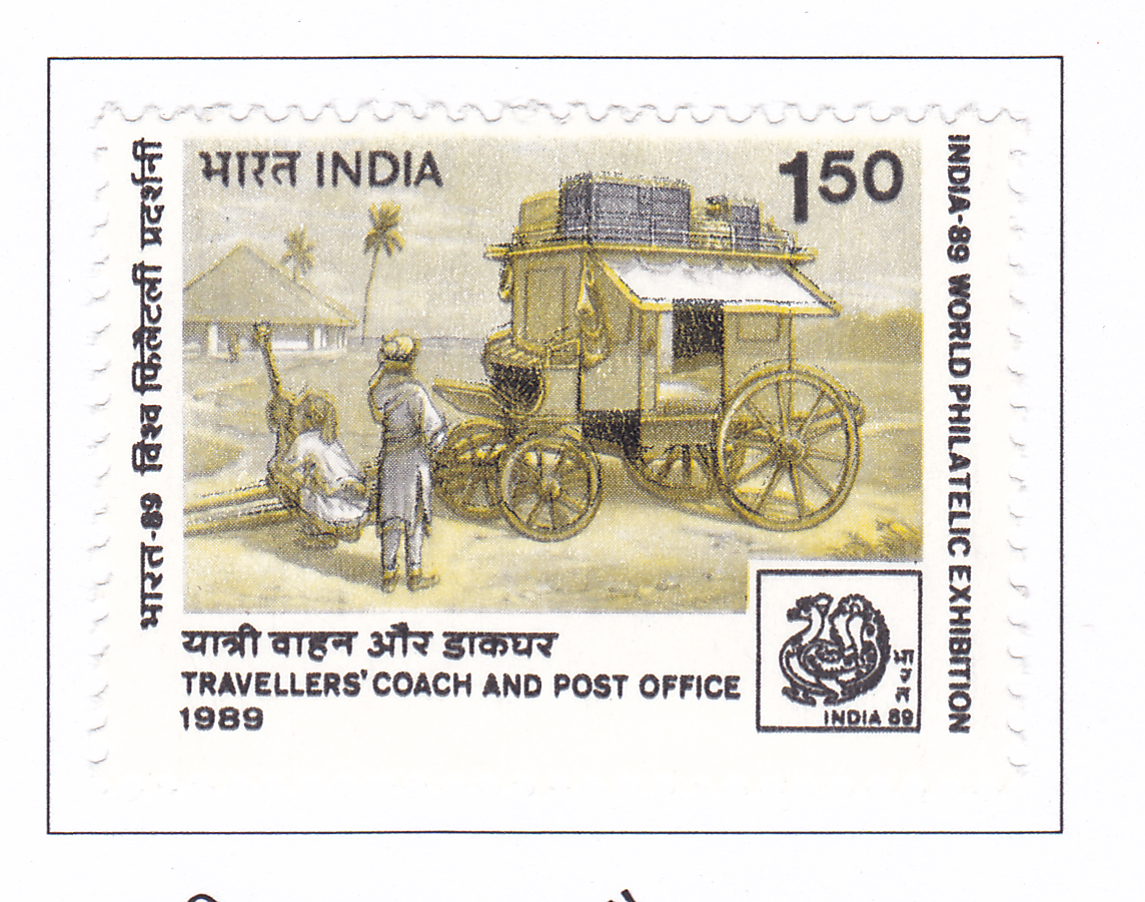 भारत INDIA
150
भारत-89 विश्व फिलैटली प्रदर्शनी
INDIA-89 WORLD PHILATELIC EXHIBITION
यात्री वाहन और डाकघर
TRAVELLERS' COACH AND POST OFFICE
1989
भारत
INDIA 89